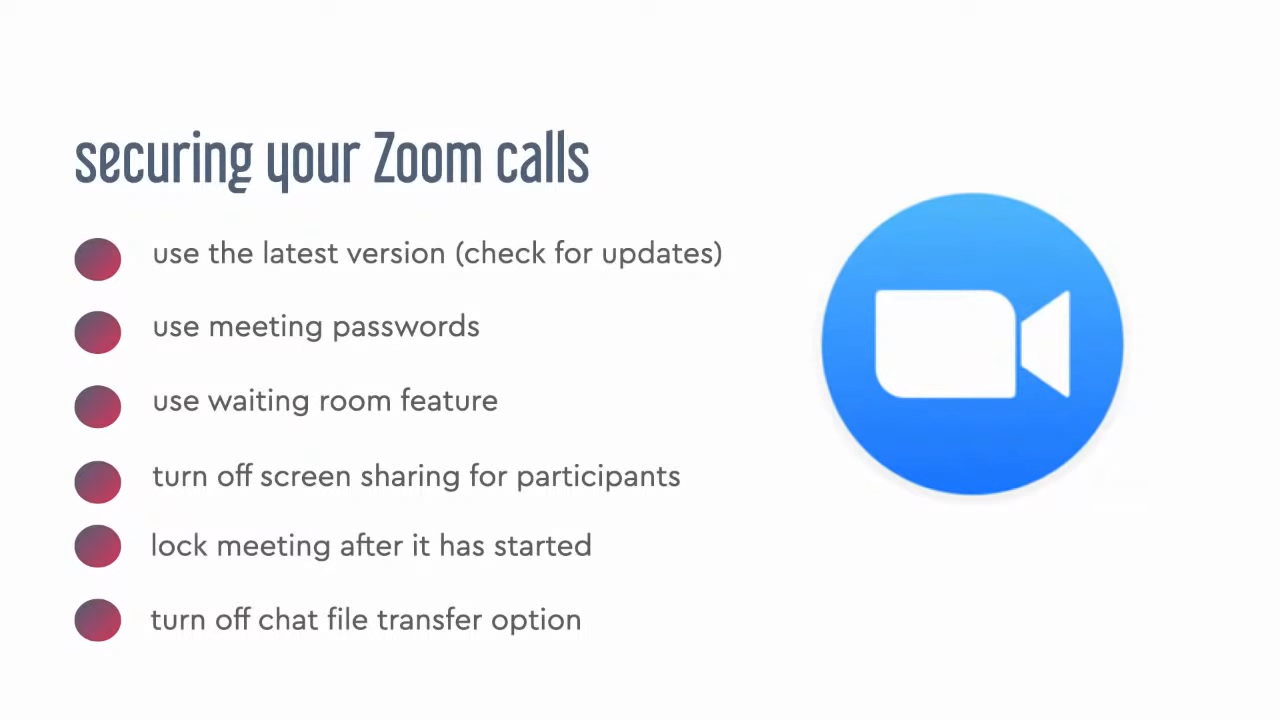 securing your Zoom calls
use the latest version (check for updates)
use meeting passwords
use waiting room feature
turn off screen sharing for participants
lock meeting after it has started
turn off chat file transfer option